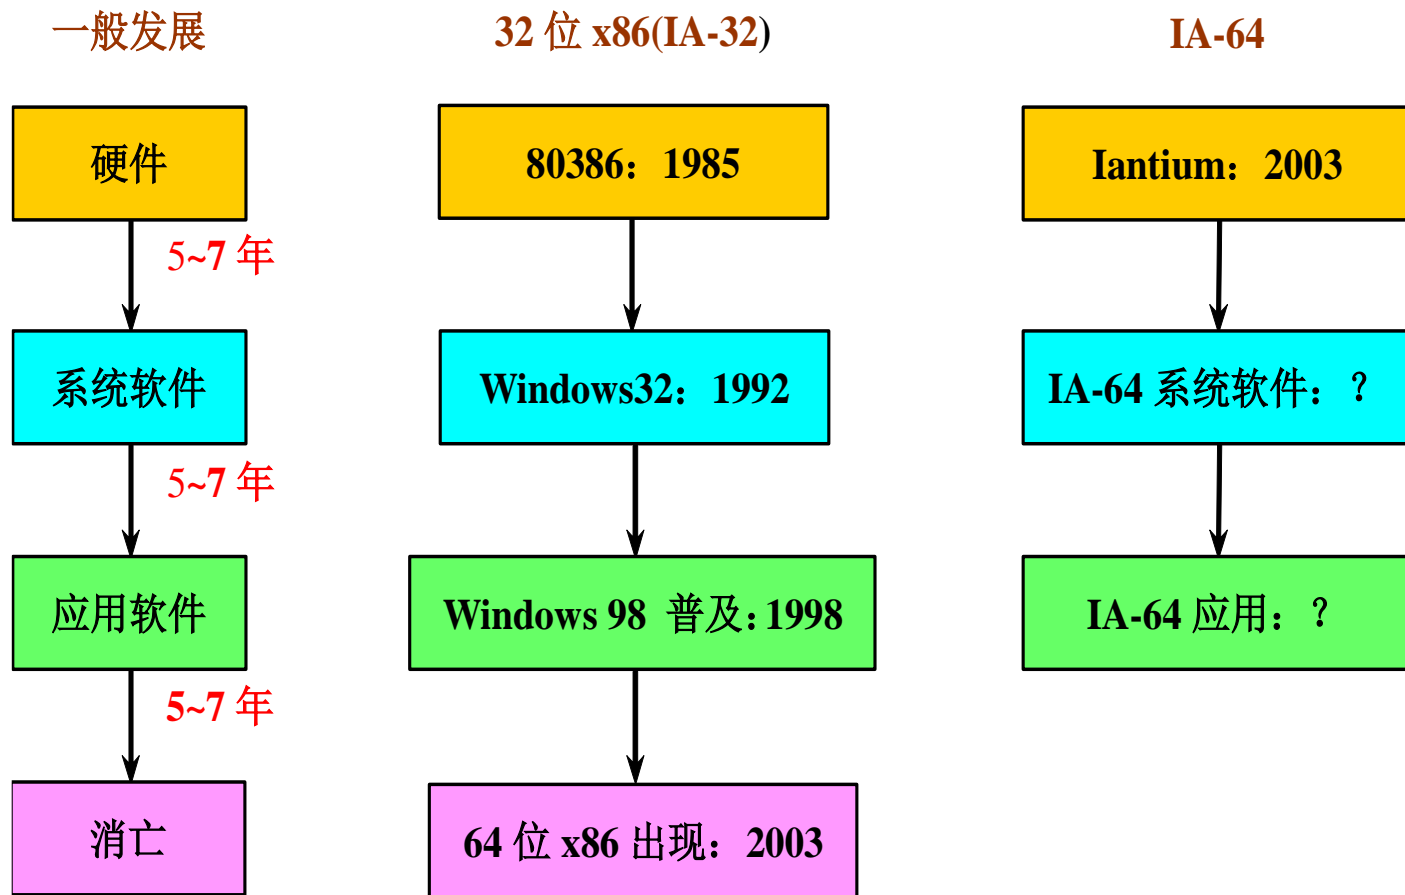 一般发展
32 位 x86(IA-32)
IA-64
硬件
80386：1985
Iantium：2003
5~7 年
系统软件
Windows32：1992
IA-64 系统软件：？
5~7 年
应用软件
Windows 98 普及：1998
IA-64 应用：？
5~7 年
消亡
64 位 x86 出现：2003